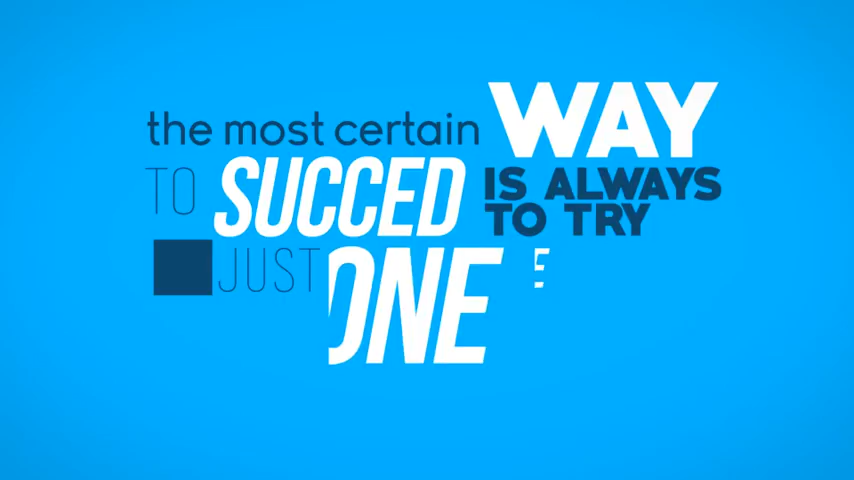 the most certain WAY
TO SUCCED IS ALWAYS
TO TRY
JUST ONE